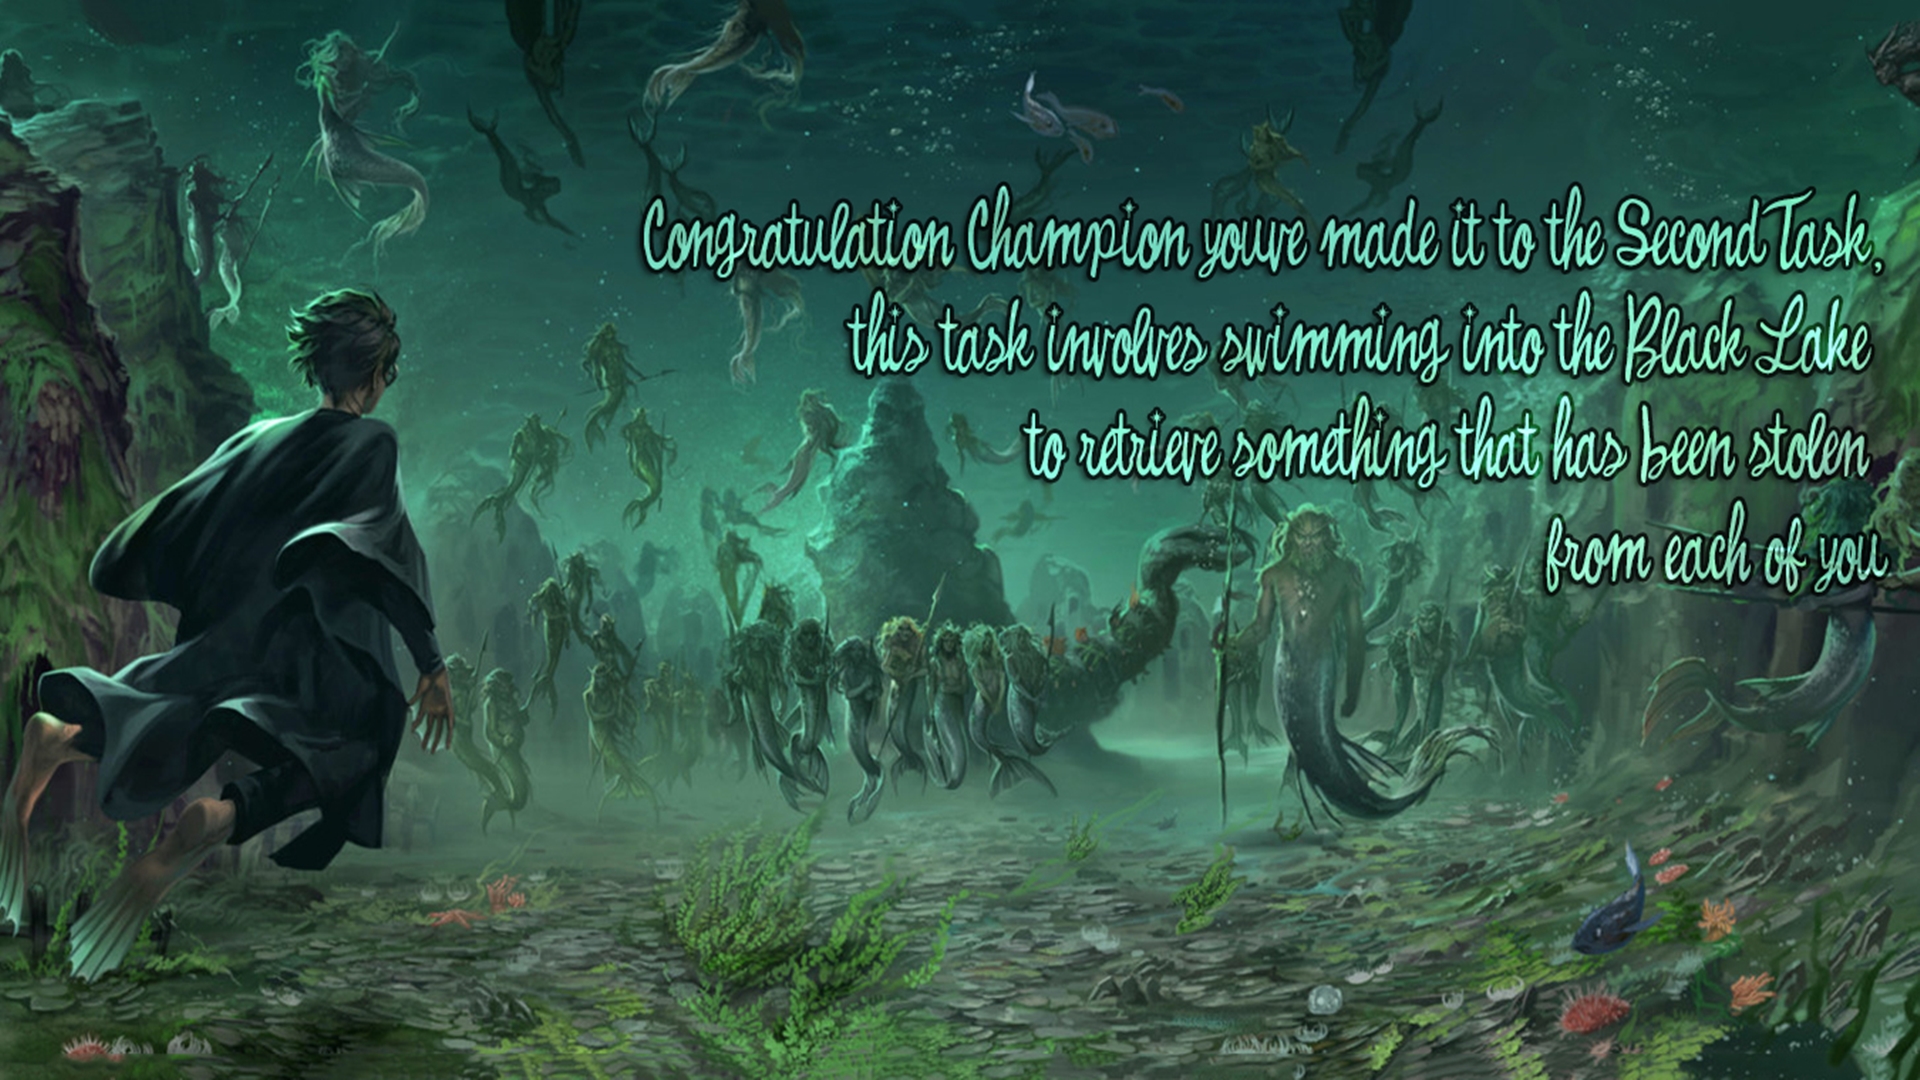 Congratulation Champion youve made it to the Second Task,
this task involves swimming into the Black Lake
to retrieve something that has been stolen
from each of you